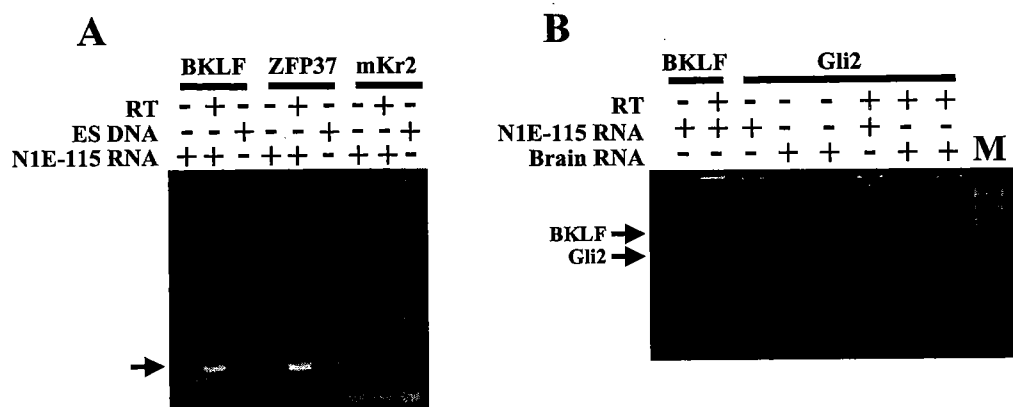 A
BKLF ZFP37 mKr2
RT - + - - + - - + -
ES DNA - - + - - + - - +
N1E-115 RNA + + - + + - + + -
B
BKLF Gli2
RT - + - - - + + +
N1E-115 RNA + + + - - + - -
Brain RNA - - - + + - + + M
BKLF
Gli2